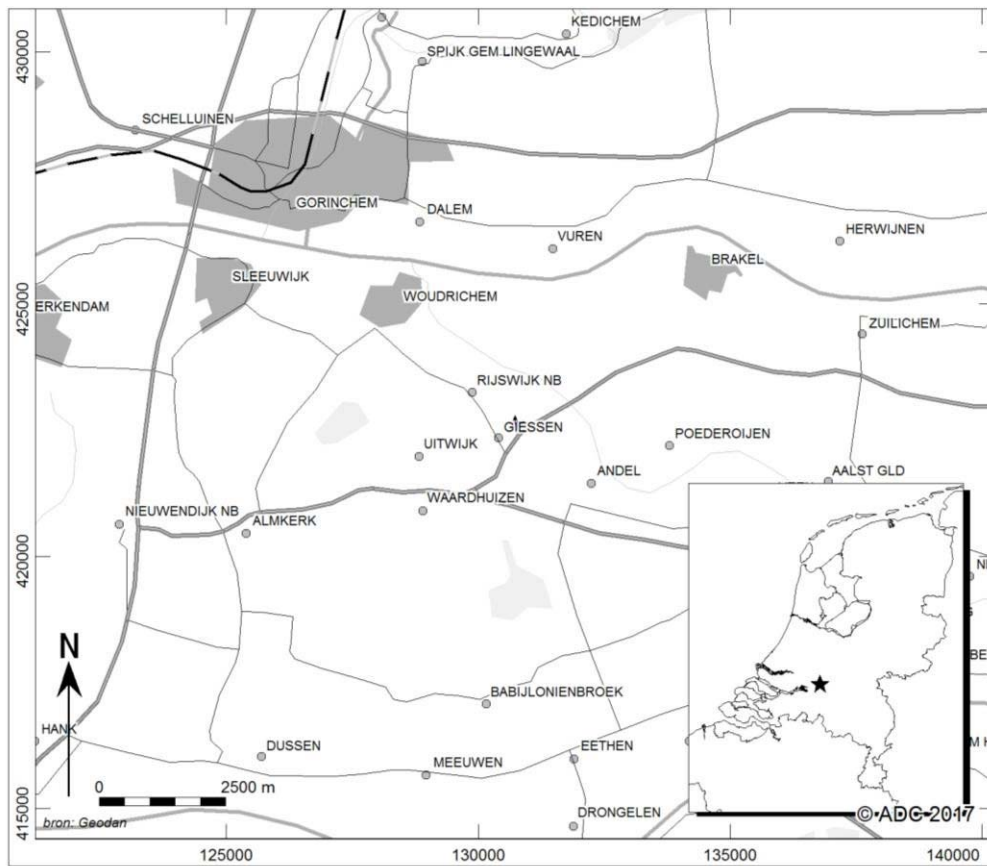 430000
425000
420000
415000
KEDICHEM
SPIJK GEM LINGEWAAL
SCHELLUINEN
GORINCHEM
DALEM
VUREN
HERWIJNEN
SLEEUWIJK
BRAKEL
WOUDRICHEM
ERKENDAM
ZUILICHEM
RIJSWIJK NB
GIESSEN
UITWIJK
POEDEROIJEN
ANDEL
AALST GLD
WAARDHUIZEN
NIEUWENDIJK NB
ALMKERK
N
BABIJLONIENBROEK
HANK
DUSSEN
EETHEN
MEEUWEN
0 2500 m
DRONGELEN
bron: Geodan
© ADC 2017
125000 130000 135000 140000